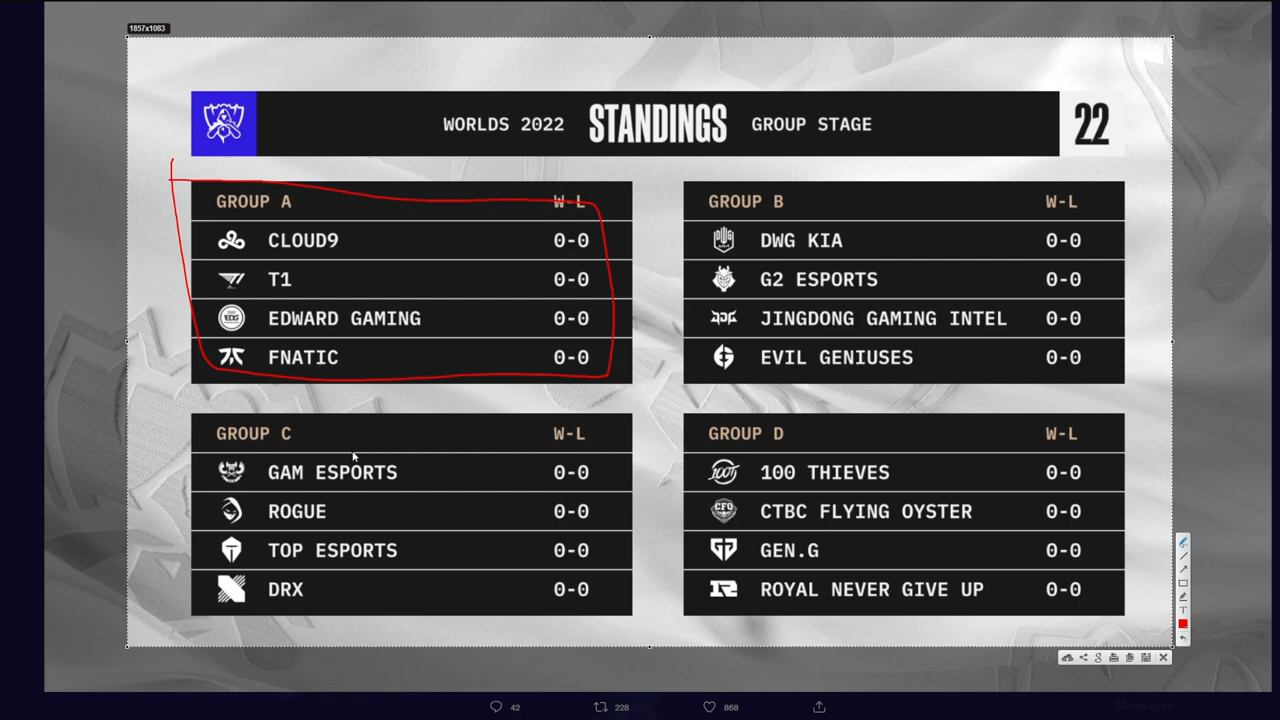 1857x1083
WORLDS 2022 STANDINGS GROUP STAGE 22
GROUP A W-L
CLOUD9 0-0
T1 0-0
EDWARD GAMING 0-0
FNATIC 0-0
GROUP B W-L
DWG KIA 0-0
G2 ESPORTS 0-0
JINGDONG GAMING INTEL 0-0
EVIL GENIUSES 0-0
GROUP C W-L
GAM ESPORTS 0-0
ROGUE 0-0
TOP ESPORTS 0-0
DRX 0-0
GROUP D W-L
100 THIEVES 0-0
CTBC FLYING OYSTER 0-0
GEN.G 0-0
ROYAL NEVER GIVE UP 0-0
42 228 868